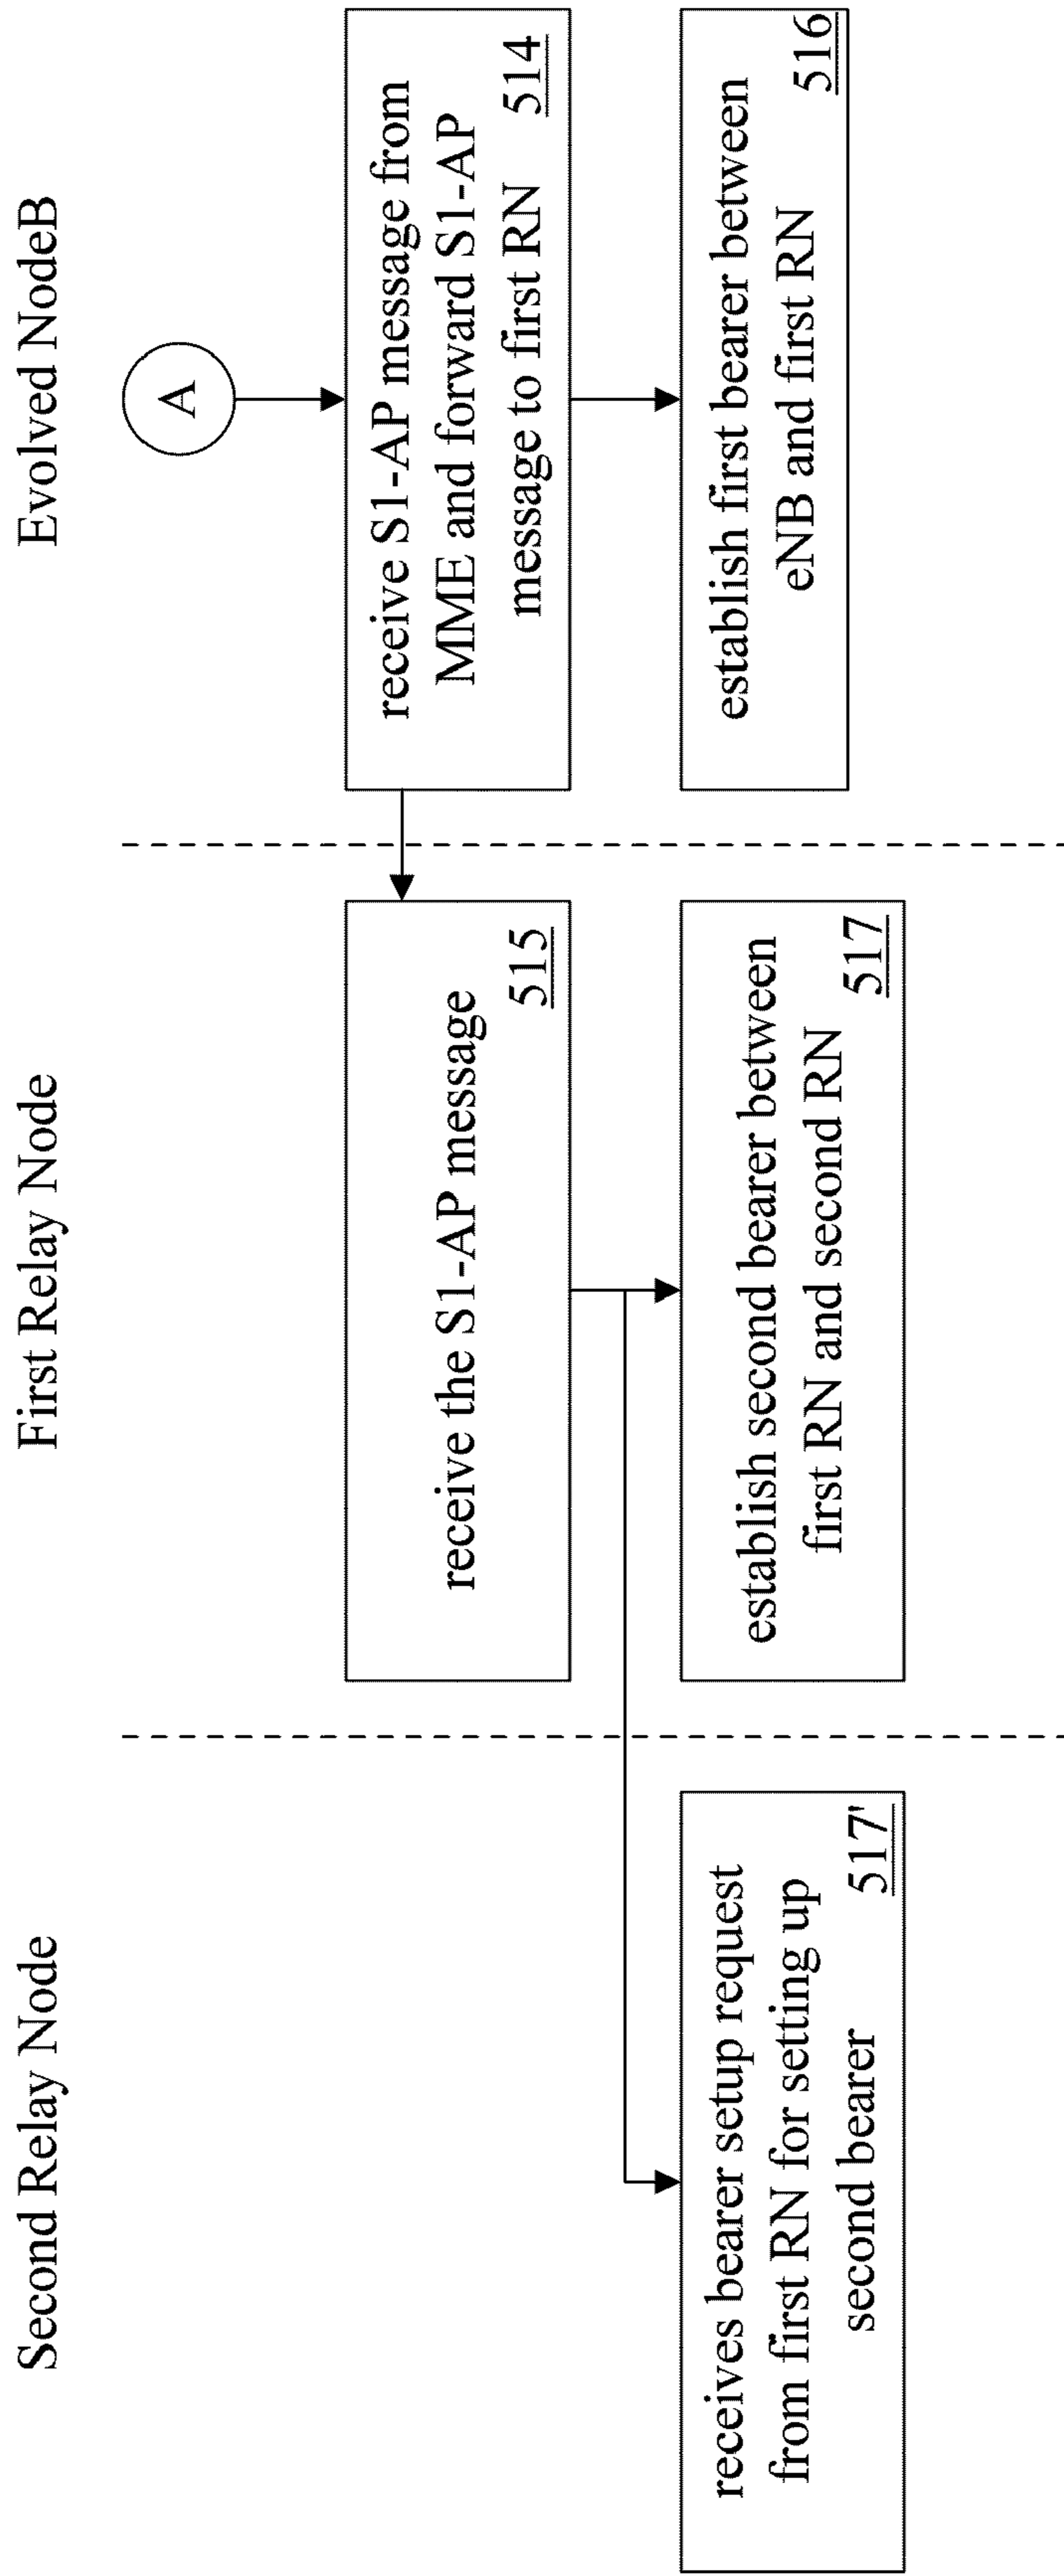 Second Relay Node
First Relay Node
Evolved NodeB
A
receive S1-AP message from
MME and forward S1-AP
message to first RN
514
receive the S1-AP message
515
establish first bearer between
eNB and first RN
516
establish second bearer between
first RN and second RN
517
receives bearer setup request
from first RN for setting up
second bearer
517'